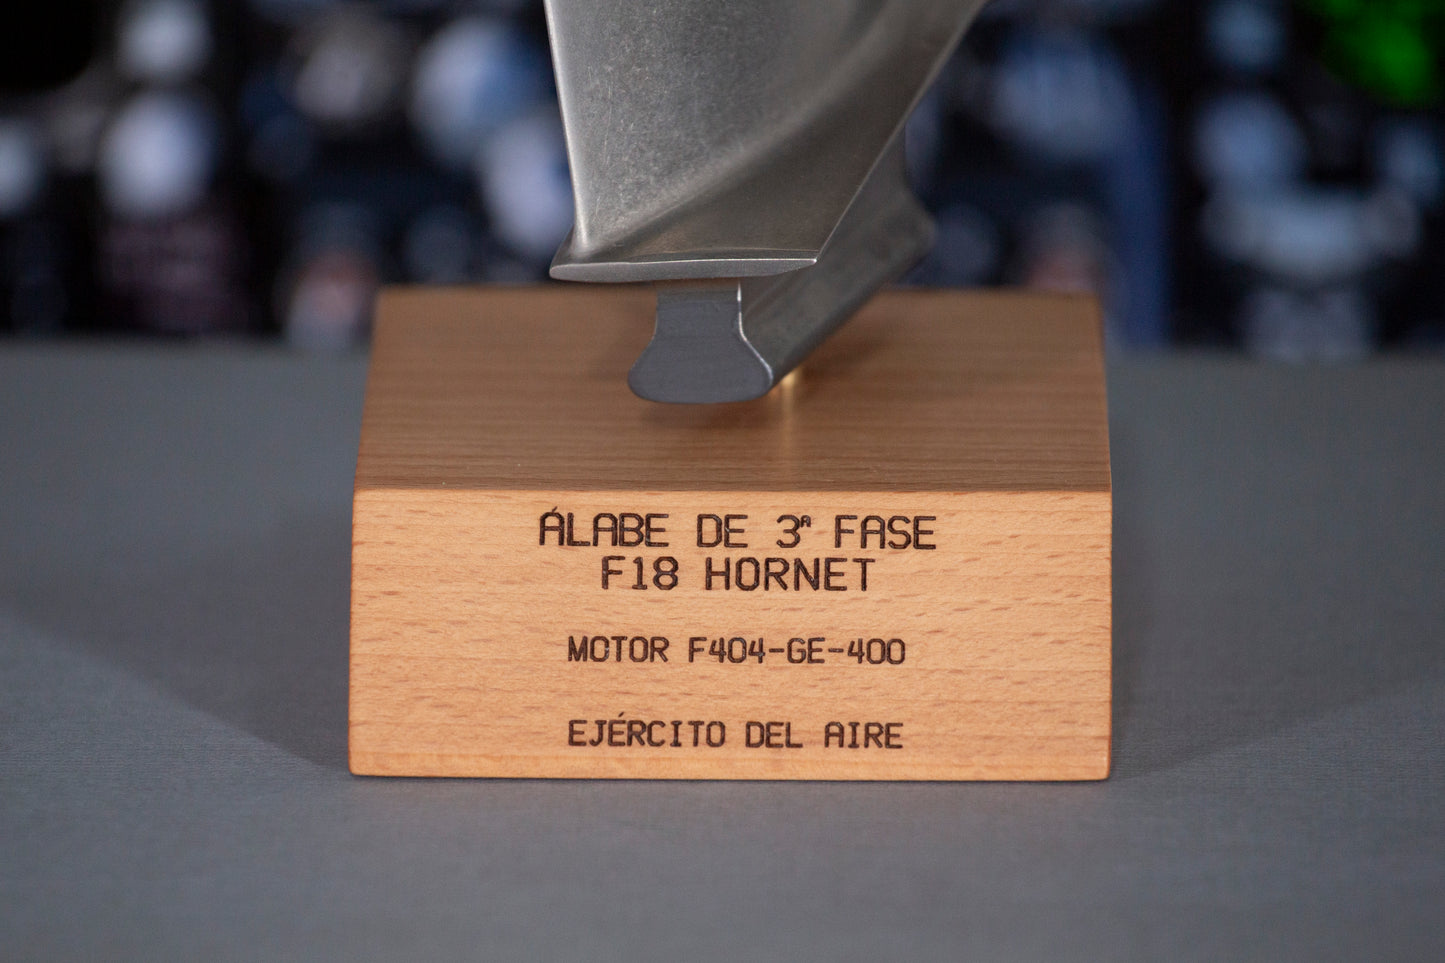 ÁLABE DE 3ª FASE
F18 HORNET
MOTOR F404-GE-400
EJÉRCITO DEL AIRE